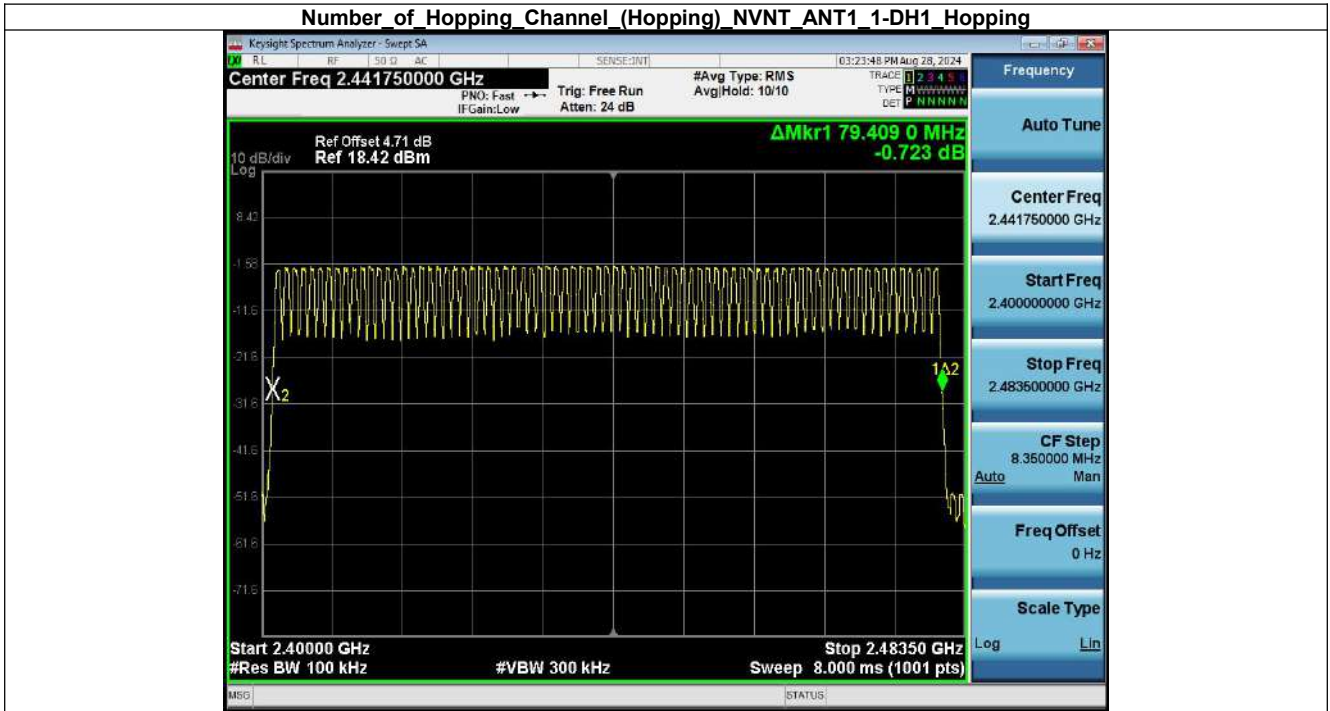 Number_of_Hopping_Channel_(Hopping)_NVNT_ANT1_1-DH1_Hopping
Keysight Spectrum Analyzer - Swept SA
RL RF 50 Ω AC SENSE:INT 03:23:48 PM Aug 28, 2024
Center Freq 2.441750000 GHz #Avg Type: RMS TRACE 1 2 3 4 5 6
PNO: Fast Trig: Free Run Avg|Hold: 10/10 TYPE M WWWWW
IFGain:Low Atten: 24 dB DET P N N N N N
Ref Offset 4.71 dB ΔMkr1 79.409 0 MHz
10 dB/div Ref 18.42 dBm -0.723 dB
Log
8.42
-1.58
-11.6
-21.6
1Δ2
2
-31.6
-41.6
-51.6
-61.6
-71.6
Start 2.40000 GHz Stop 2.48350 GHz
#Res BW 100 kHz #VBW 300 kHz Sweep 8.000 ms (1001 pts)
MSG STATUS
Frequency
Auto Tune
Center Freq
2.441750000 GHz
Start Freq
2.400000000 GHz
Stop Freq
2.483500000 GHz
CF Step
8.350000 MHz
Auto Man
Freq Offset
0 Hz
Scale Type
Log Lin